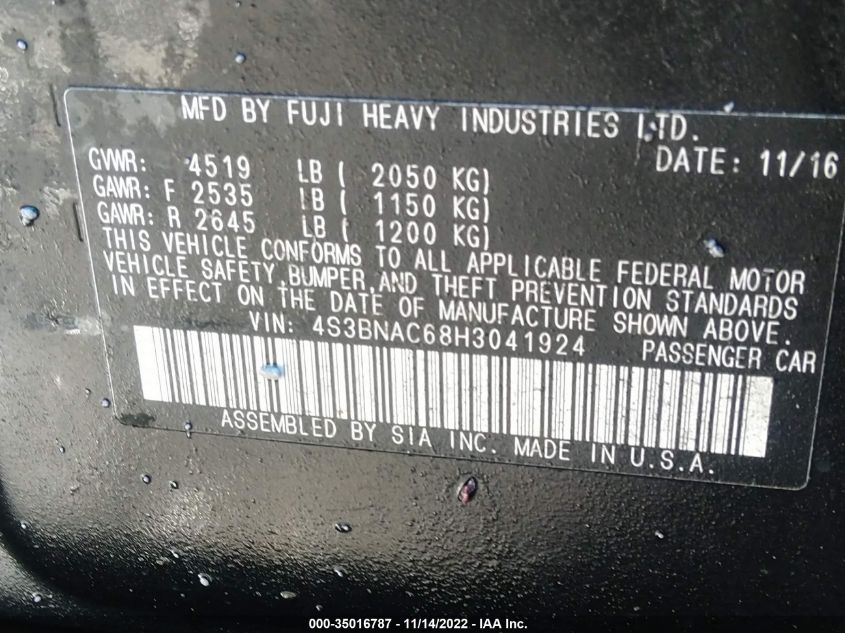 MFD BY FUJI HEAVY INDUSTRIES LTD.
DATE: 11/16
GVWR: 4519 LB ( 2050 KG)
GAWR: F 2535 LB ( 1150 KG)
GAWR: R 2645 LB ( 1200 KG)
THIS VEHICLE CONFORMS TO ALL APPLICABLE FEDERAL MOTOR
VEHICLE SAFETY,BUMPER,AND THEFT PREVENTION STANDARDS
IN EFFECT ON THE DATE OF MANUFACTURE SHOWN ABOVE.
VIN: 4S3BNAC68H3041924 PASSENGER CAR
ASSEMBLED BY SIA INC. MADE IN U.S.A.
000-35016787 - 11/14/2022 - IAA Inc.